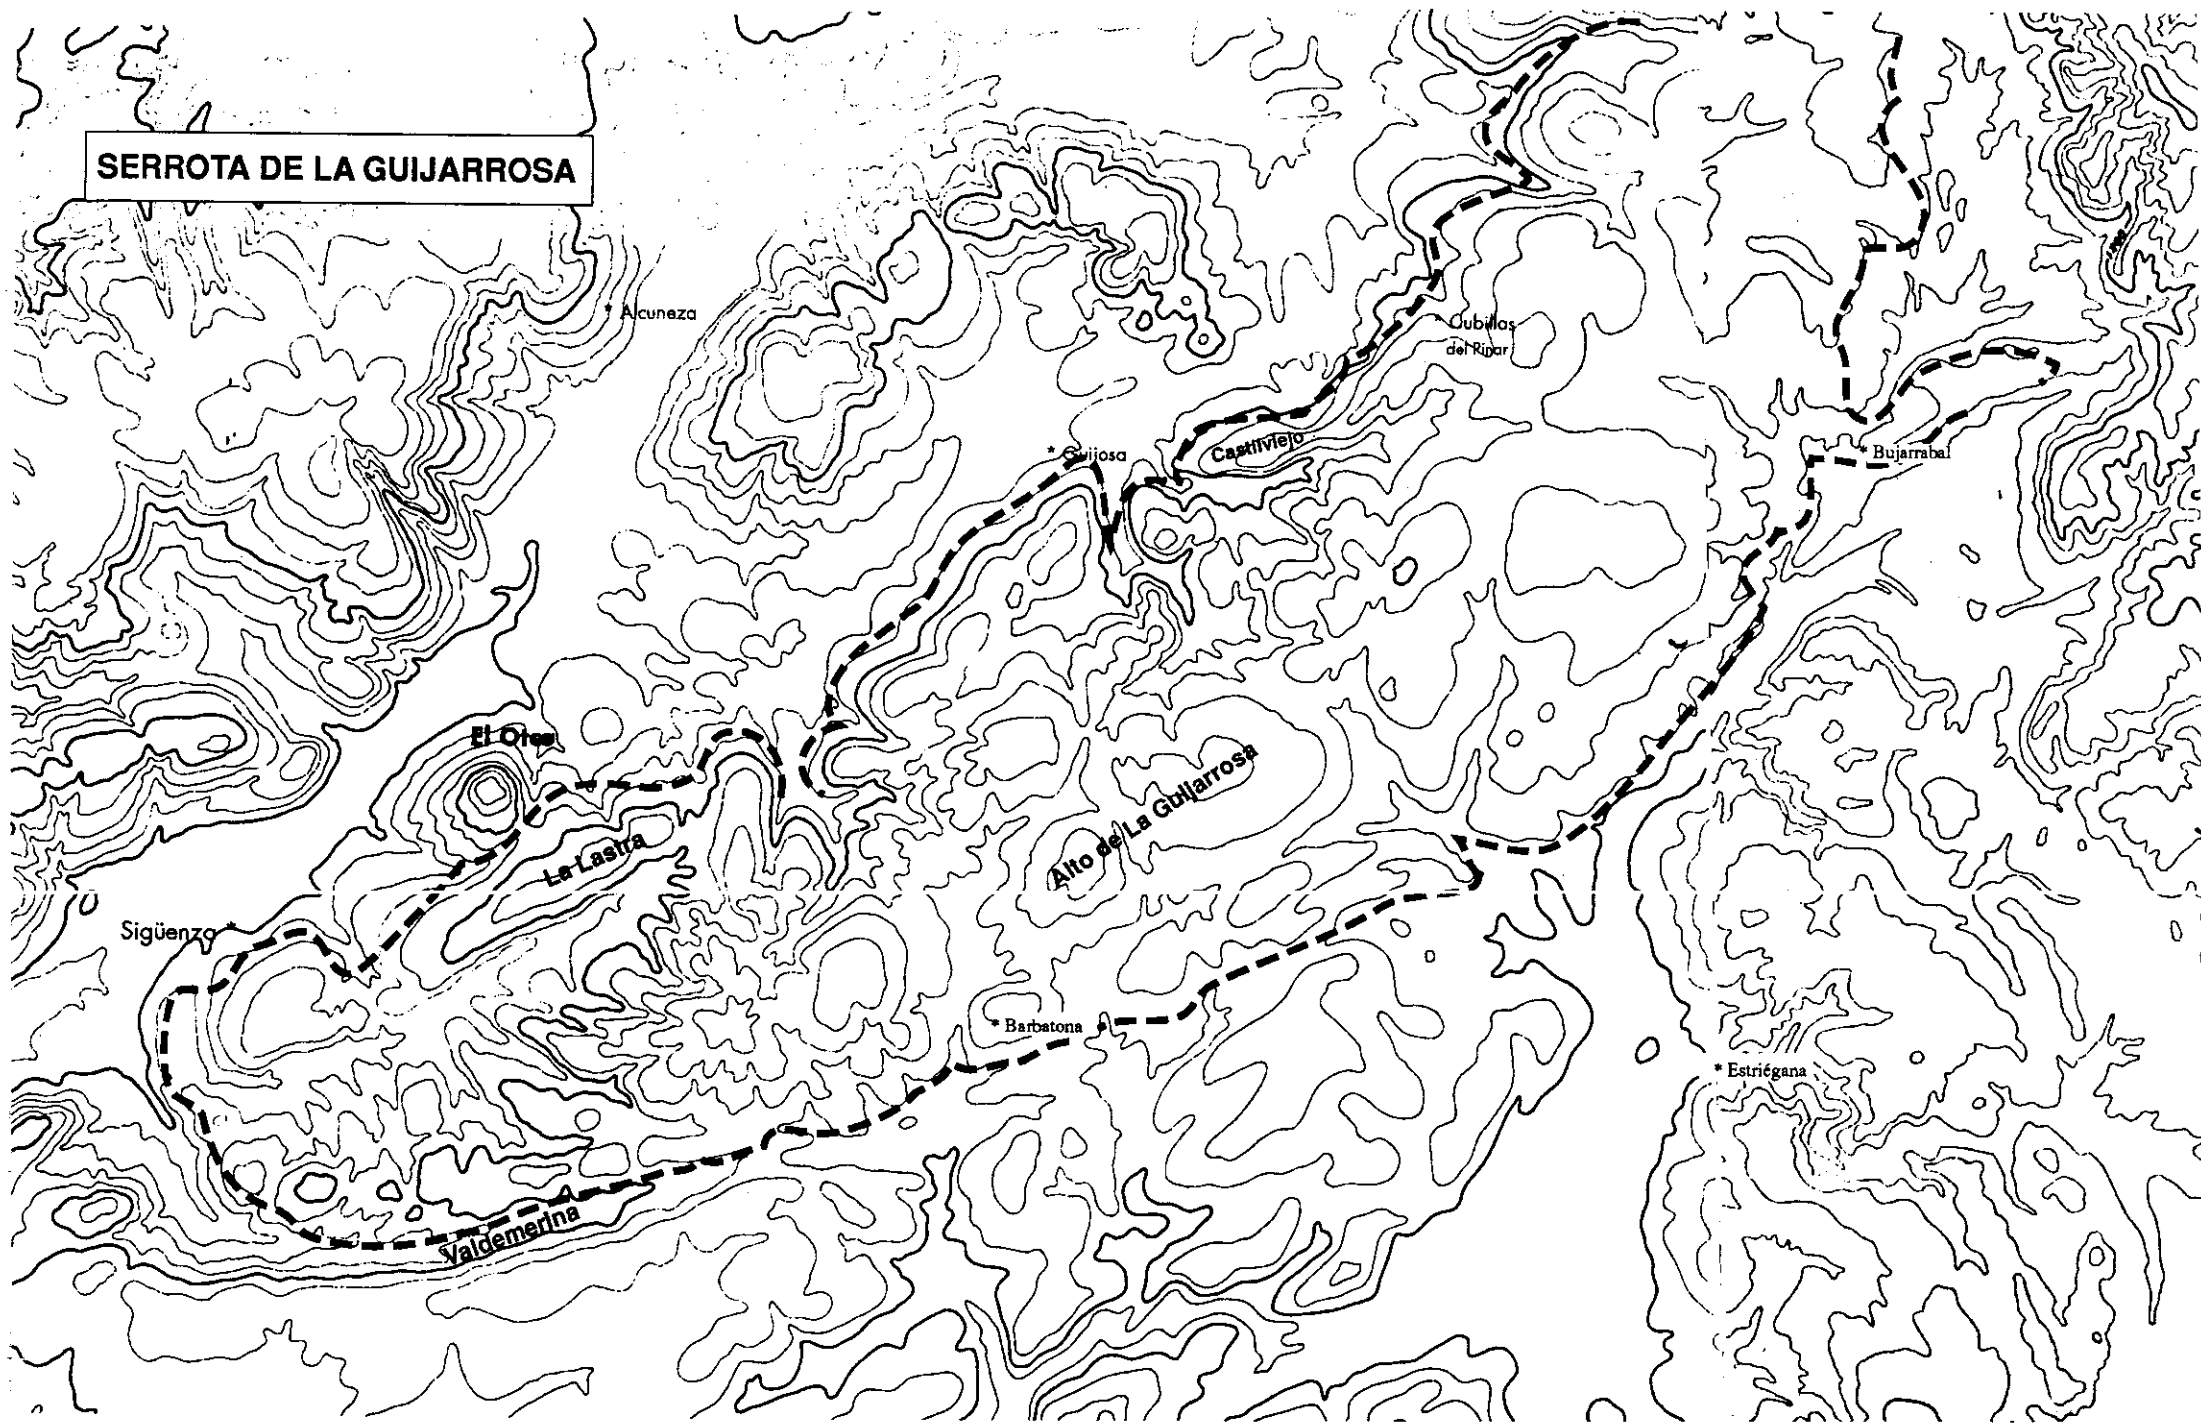 SERROTA DE LA GUIJARROSA
* Alcuneza
* Cubillas
del Pinar
Castilviejo
* Guijosa
* Bujarrabal
El Otero
Alto de La Guijarrosa
La Lastra
Sigüenza *
* Barbatona
* Estriégana
Valdemerina